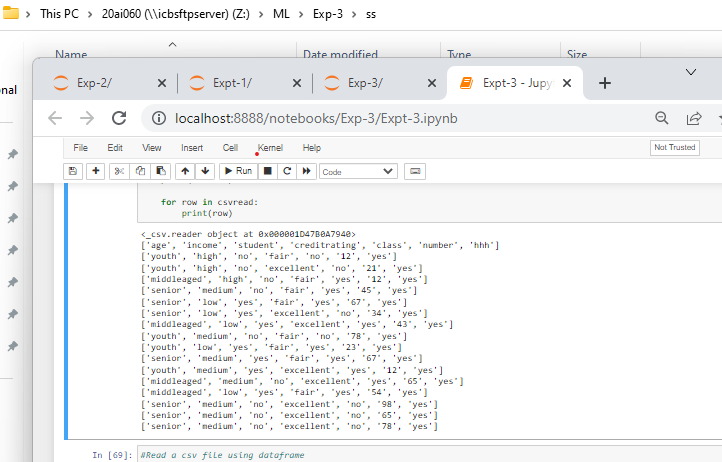 This PC > 20ai060 (\\icbsftpserver) (Z:) > ML > Exp-3 > ss
Name Date modified Type Size
nal
Exp-2/ Expt-1/ Exp-3/ Expt-3 - Jupy
localhost:8888/notebooks/Exp-3/Expt-3.ipynb
File Edit View Insert Cell Kernel Help Not Trusted
Run Code
for row in csvread:
print(row)
<_csv.reader object at 0x000001D47B0A7940>
['age', 'income', 'student', 'creditrating', 'class', 'number', 'hhh']
['youth', 'high', 'no', 'fair', 'no', '12', 'yes']
['youth', 'high', 'no', 'excellent', 'no', '21', 'yes']
['middleaged', 'high', 'no', 'fair', 'yes', '12', 'yes']
['senior', 'medium', 'no', 'fair', 'yes', '45', 'yes']
['senior', 'low', 'yes', 'fair', 'yes', '67', 'yes']
['senior', 'low', 'yes', 'excellent', 'no', '34', 'yes']
['middleaged', 'low', 'yes', 'excellent', 'yes', '43', 'yes']
['youth', 'medium', 'no', 'fair', 'no', '78', 'yes']
['youth', 'low', 'yes', 'fair', 'yes', '23', 'yes']
['senior', 'medium', 'yes', 'fair', 'yes', '67', 'yes']
['youth', 'medium', 'yes', 'excellent', 'yes', '12', 'yes']
['middleaged', 'medium', 'no', 'excellent', 'yes', '65', 'yes']
['middleaged', 'low', 'yes', 'fair', 'yes', '54', 'yes']
['senior', 'medium', 'no', 'excellent', 'no', '98', 'yes']
['senior', 'medium', 'no', 'excellent', 'no', '65', 'yes']
['senior', 'medium', 'no', 'excellent', 'no', '78', 'yes']
In [69]: #Read a csv file using dataframe